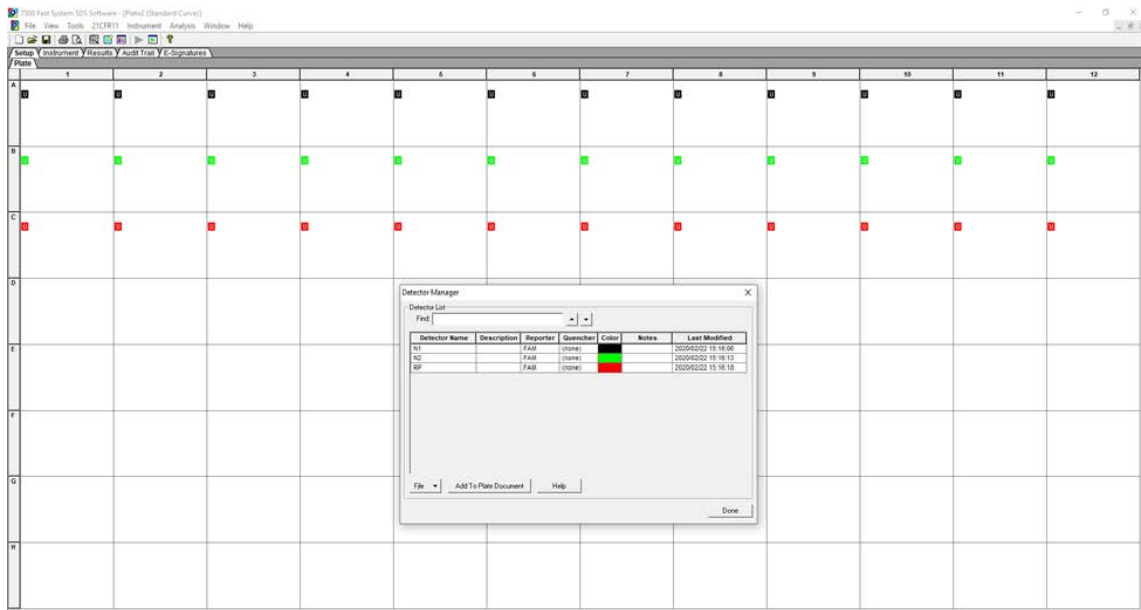 7500 Fast System SDS Software - [Plate2 (Standard Curve)]
File View Tools 21CFR11 Instrument Analysis Window Help
Setup Instrument Results Audit Trail E-Signatures
Plate
1 2 3 4 5 6 7 8 9 10 11 12
A
U U U U U U U U U U U U
B
U U U U U U U U U U U U
C
U U U U U U U U U U U U
D
Detector Manager
Detector List
Find:
Detector Name Description Reporter Quencher Color Notes Last Modified
N1 FAM (none) 2020/02/22 15:16:06
N2 FAM (none) 2020/02/22 15:16:13
RP FAM (none) 2020/02/22 15:16:18
E
F
G
File Add To Plate Document Help
Done
H